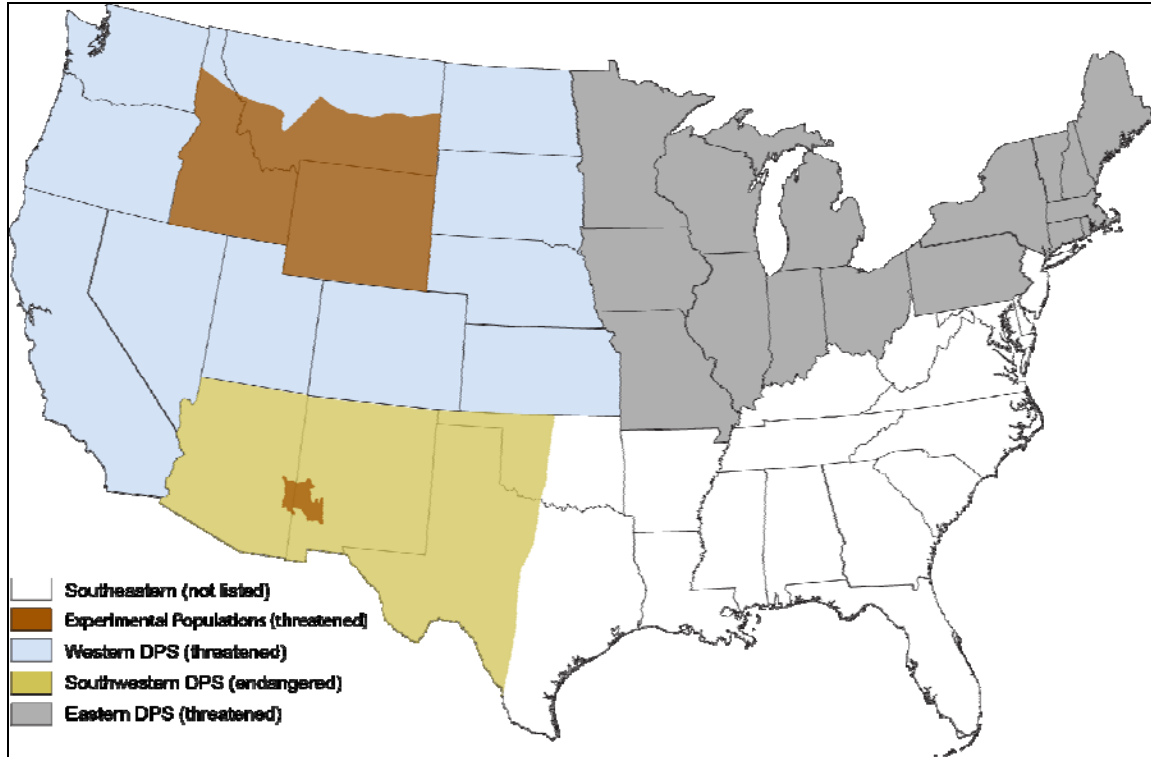 Southeastern (not listed)
Experimental Populations (threatened)
Western DPS (threatened)
Southwestern DPS (endangered)
Eastern DPS (threatened)